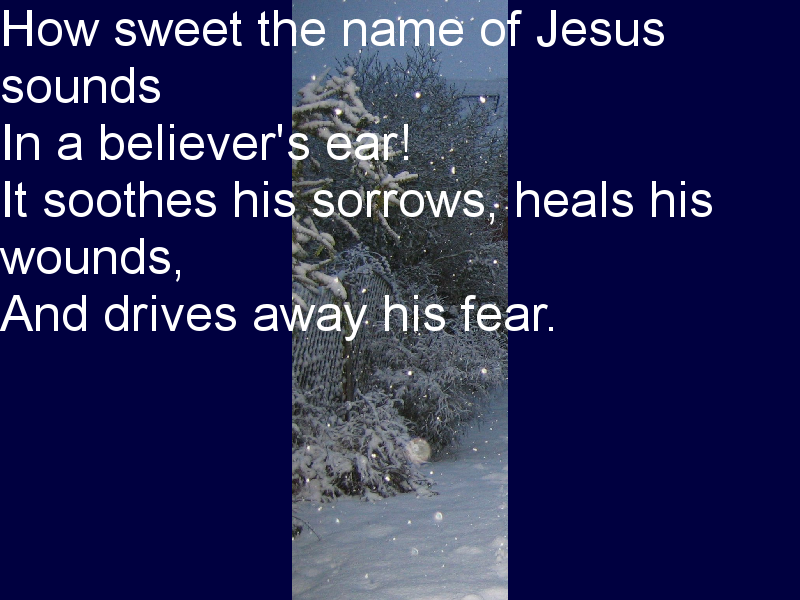 How sweet the name of Jesus
sounds
In a believer's ear!
It soothes his sorrows, heals his
wounds,
And drives away his fear.